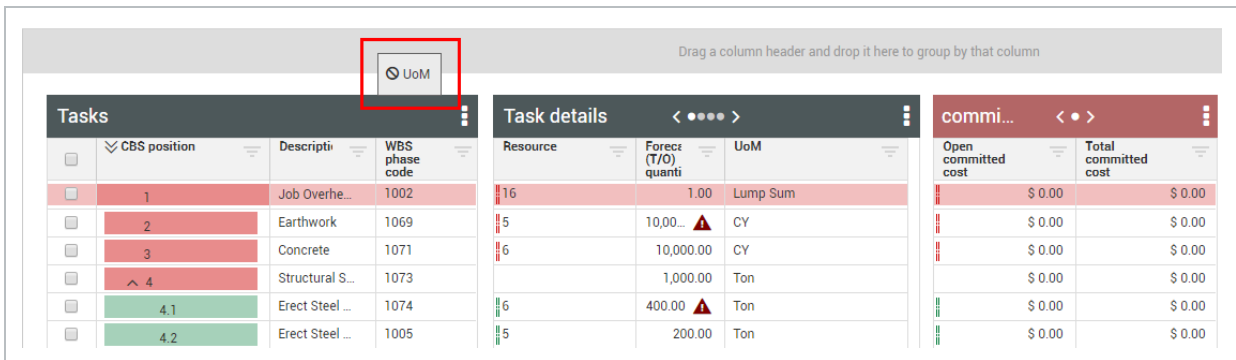 Drag a column header and drop it here to group by that column
UoM
Tasks
Task details
commi...
CBS position
Descripti
WBS phase code
Resource
Foreca (T/O) quanti
UoM
Open committed cost
Total committed cost
1 Job Overhe... 1002 16 1.00 Lump Sum $ 0.00 $ 0.00
2 Earthwork 1069 5 10,00... CY $ 0.00 $ 0.00
3 Concrete 1071 6 10,000.00 CY $ 0.00 $ 0.00
4 Structural S... 1073 1,000.00 Ton $ 0.00 $ 0.00
4.1 Erect Steel ... 1074 6 400.00 Ton $ 0.00 $ 0.00
4.2 Erect Steel ... 1005 5 200.00 Ton $ 0.00 $ 0.00